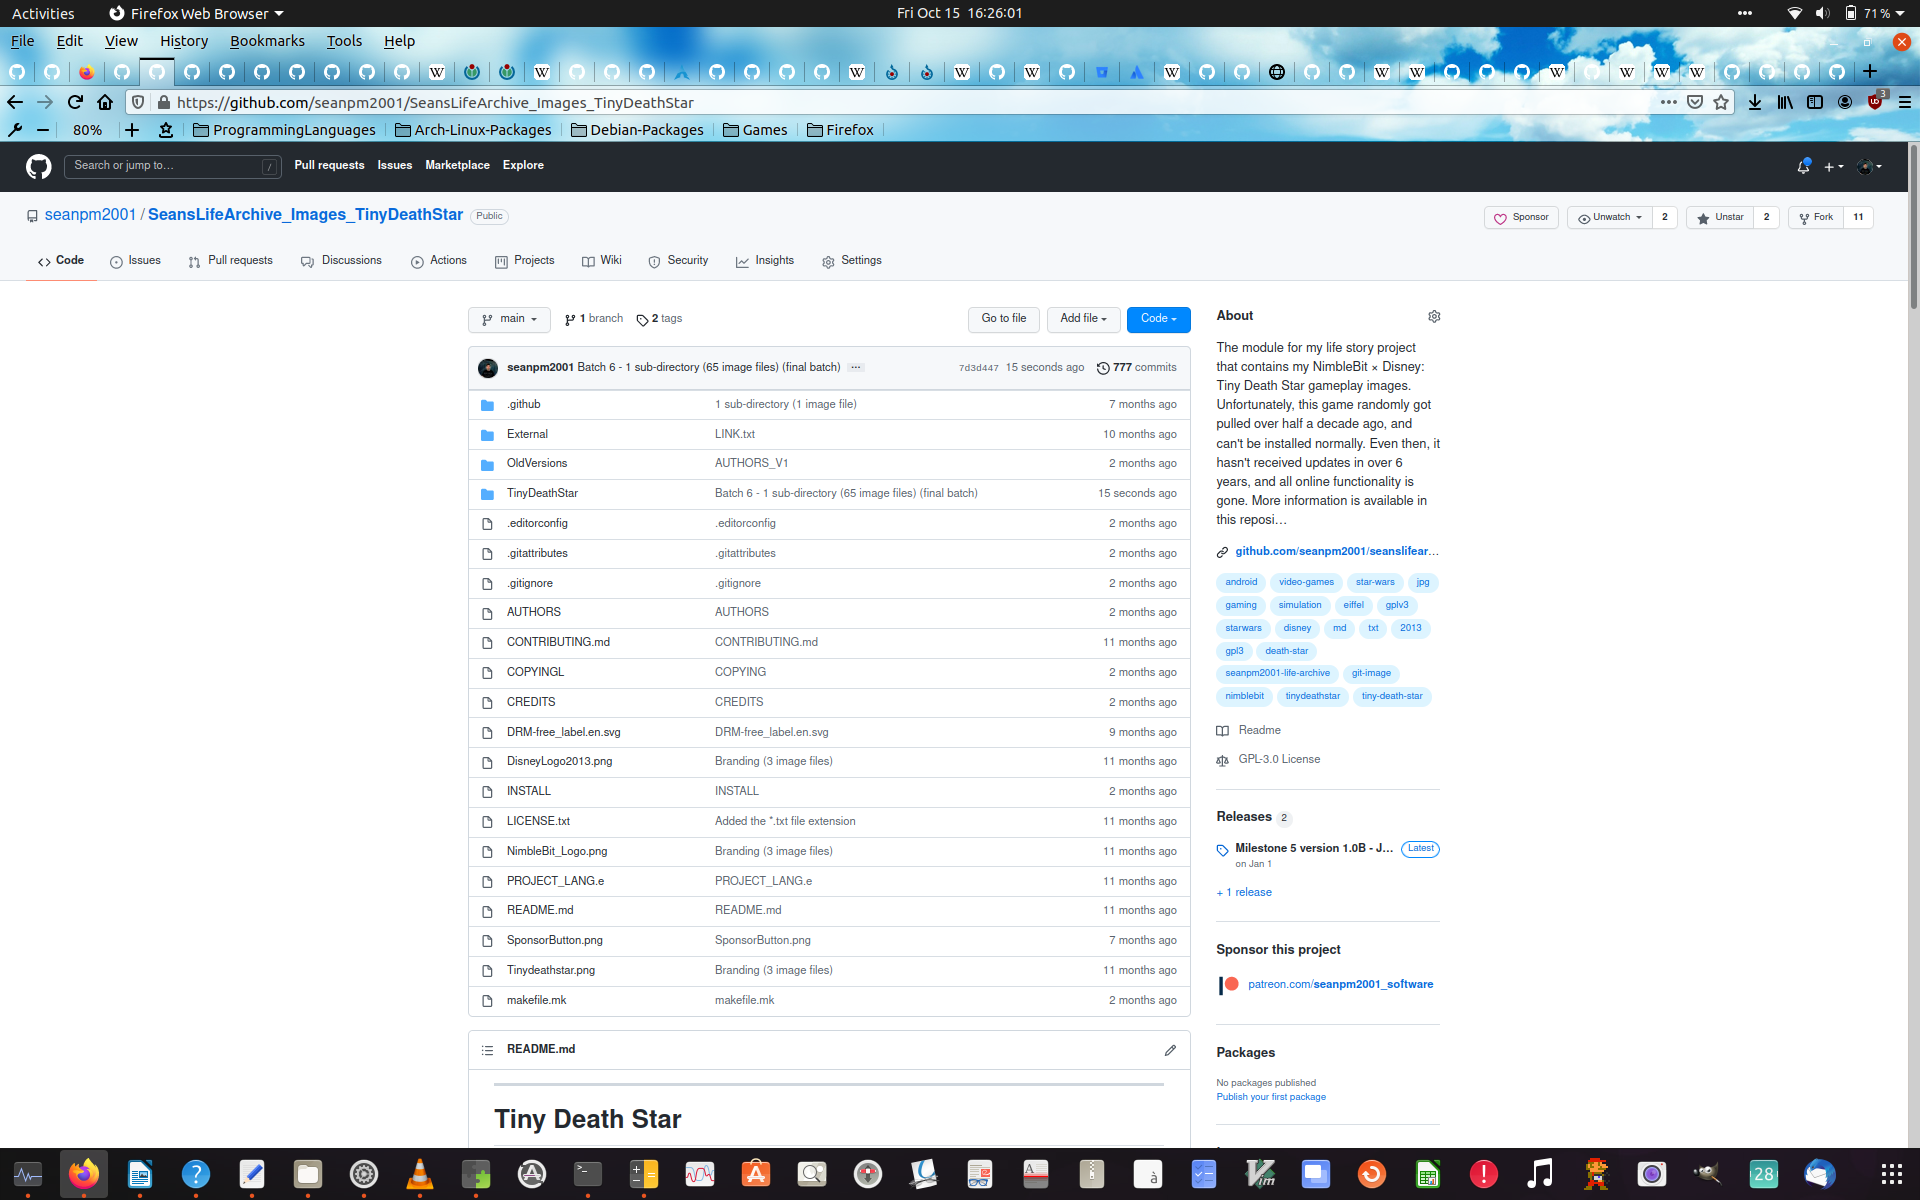 Activities Firefox Web Browser Fri Oct 15 16:26:01 71 %
File Edit View History Bookmarks Tools Help
https://github.com/seanpm2001/SeansLifeArchive_Images_TinyDeathStar 3
80% ProgrammingLanguages Arch-Linux-Packages Debian-Packages Games Firefox
Search or jump to… / Pull requests Issues Marketplace Explore
seanpm2001 / SeansLifeArchive_Images_TinyDeathStar Public Sponsor Unwatch 2 Unstar 2 Fork 11
Code Issues Pull requests Discussions Actions Projects Wiki Security Insights Settings
main 1 branch 2 tags Go to file Add file Code
seanpm2001 Batch 6 - 1 sub-directory (65 image files) (final batch) ... 7d3d447 15 seconds ago 777 commits
.github 1 sub-directory (1 image file) 7 months ago
External LINK.txt 10 months ago
OldVersions AUTHORS_V1 2 months ago
TinyDeathStar Batch 6 - 1 sub-directory (65 image files) (final batch) 15 seconds ago
.editorconfig .editorconfig 2 months ago
.gitattributes .gitattributes 2 months ago
.gitignore .gitignore 2 months ago
AUTHORS AUTHORS 2 months ago
CONTRIBUTING.md CONTRIBUTING.md 11 months ago
COPYINGL COPYING 2 months ago
CREDITS CREDITS 2 months ago
DRM-free_label.en.svg DRM-free_label.en.svg 9 months ago
DisneyLogo2013.png Branding (3 image files) 11 months ago
INSTALL INSTALL 2 months ago
LICENSE.txt Added the *.txt file extension 11 months ago
NimbleBit_Logo.png Branding (3 image files) 11 months ago
PROJECT_LANG.e PROJECT_LANG.e 11 months ago
README.md README.md 11 months ago
SponsorButton.png SponsorButton.png 7 months ago
Tinydeathstar.png Branding (3 image files) 11 months ago
makefile.mk makefile.mk 2 months ago
README.md
Tiny Death Star
About
The module for my life story project
that contains my NimbleBit × Disney:
Tiny Death Star gameplay images.
Unfortunately, this game randomly got
pulled over half a decade ago, and
can't be installed normally. Even then, it
hasn't received updates in over 6
years, and all online functionality is
gone. More information is available in
this reposi…
github.com/seanpm2001/seanslifear…
android video-games star-wars jpg
gaming simulation eiffel gplv3
starwars disney md txt 2013
gpl3 death-star
seanpm2001-life-archive git-image
nimblebit tinydeathstar tiny-death-star
Readme
GPL-3.0 License
Releases 2
Milestone 5 version 1.0B - J… Latest
on Jan 1
+ 1 release
Sponsor this project
patreon.com/seanpm2001_software
Packages
No packages published
Publish your first package
28